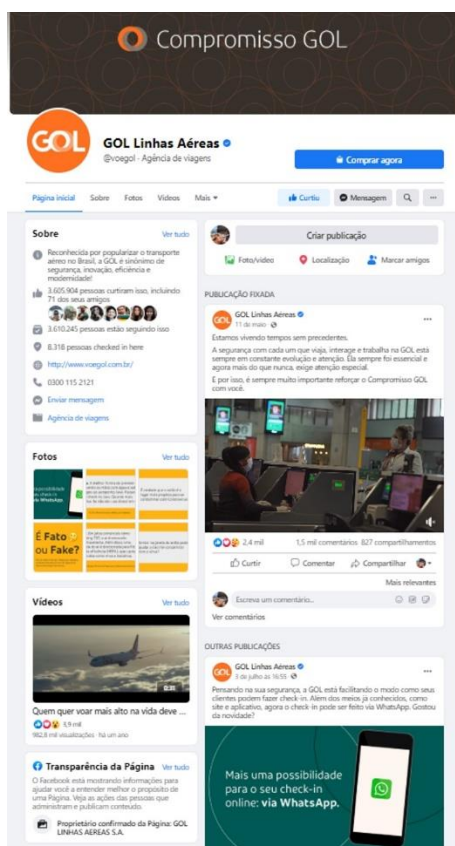 Compromisso GOL
GOL
GOL Linhas Aéreas
@voegol · Agência de viagens
Comprar agora
Página inicial Sobre Fotos Vídeos Mais
Curtiu Mensagem
Sobre Ver tudo
Reconhecida por popularizar o transporte
aéreo no Brasil, a GOL é sinônimo de
segurança, inovação, eficiência e
modernidade!
3.605.904 pessoas curtiram isso, incluindo
71 dos seus amigos
3.610.245 pessoas estão seguindo isso
8.318 pessoas checked in here
http://www.voegol.com.br/
0300 115 2121
Enviar mensagem
Agência de viagens
Fotos Ver tudo
É Fato
ou Fake?
Vídeos Ver tudo
Quem quer voar mais alto na vida deve ...
3,9 mil
982,8 mil visualizações · há um ano
Transparência da Página Ver tudo
O Facebook está mostrando informações para
ajudar você a entender melhor o propósito de
uma Página. Veja as ações das pessoas que
administram e publicam conteúdo.
Proprietário confirmado da Página: GOL
LINHAS AEREAS S.A.
Criar publicação
Foto/vídeo Localização Marcar amigos
PUBLICAÇÃO FIXADA
GOL Linhas Aéreas
11 de maio
Estamos vivendo tempos sem precedentes.
A segurança com cada um que viaja, interage e trabalha na GOL está
sempre em constante evolução e atenção. Ela sempre foi essencial e
agora mais do que nunca, exige atenção especial.
E por isso, é sempre muito importante reforçar o Compromisso GOL
com você.
2,4 mil 1,5 mil comentários 827 compartilhamentos
Curtir Comentar Compartilhar
Mais relevantes
Escreva um comentário...
Ver comentários
OUTRAS PUBLICAÇÕES
GOL Linhas Aéreas
3 de julho às 16:55
Pensando na sua segurança, a GOL está facilitando o modo como seus
clientes podem fazer check-in. Além dos meios já conhecidos, como
site e aplicativo, agora o check-in pode ser feito via WhatsApp. Gostou
da novidade?
Mais uma possibilidade
para o seu check-in
online: via WhatsApp.